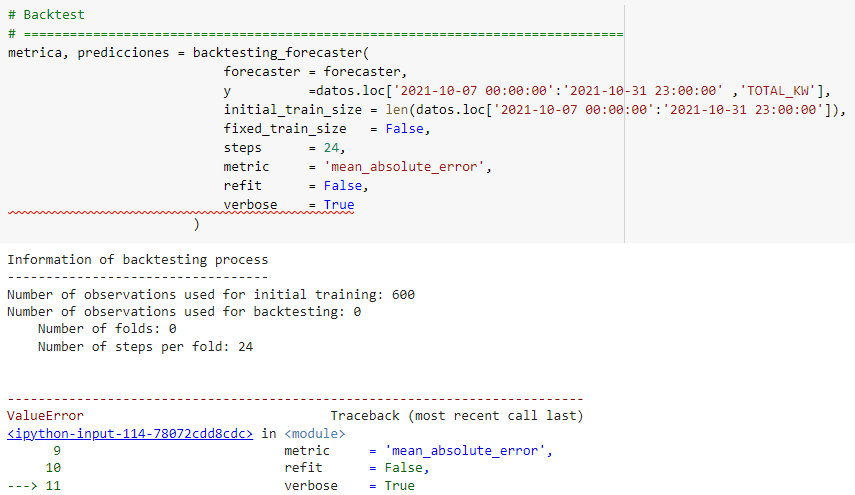 # Backtest
# ==============================================================================
metrica, predicciones = backtesting_forecaster(
                            forecaster = forecaster,
                            y          =datos.loc['2021-10-07 00:00:00':'2021-10-31 23:00:00' ,'TOTAL_KW'],
                            initial_train_size = len(datos.loc['2021-10-07 00:00:00':'2021-10-31 23:00:00']),
                            fixed_train_size   = False,
                            steps      = 24,
                            metric     = 'mean_absolute_error',
                            refit      = False,
                            verbose    = True
                        )
Information of backtesting process
----------------------------------
Number of observations used for initial training: 600
Number of observations used for backtesting: 0
    Number of folds: 0
    Number of steps per fold: 24
---------------------------------------------------------------------------
ValueError                                Traceback (most recent call last)
<ipython-input-114-78072cdd8cdc> in <module>
      9                             metric     = 'mean_absolute_error',
     10                             refit      = False,
---> 11                             verbose    = True